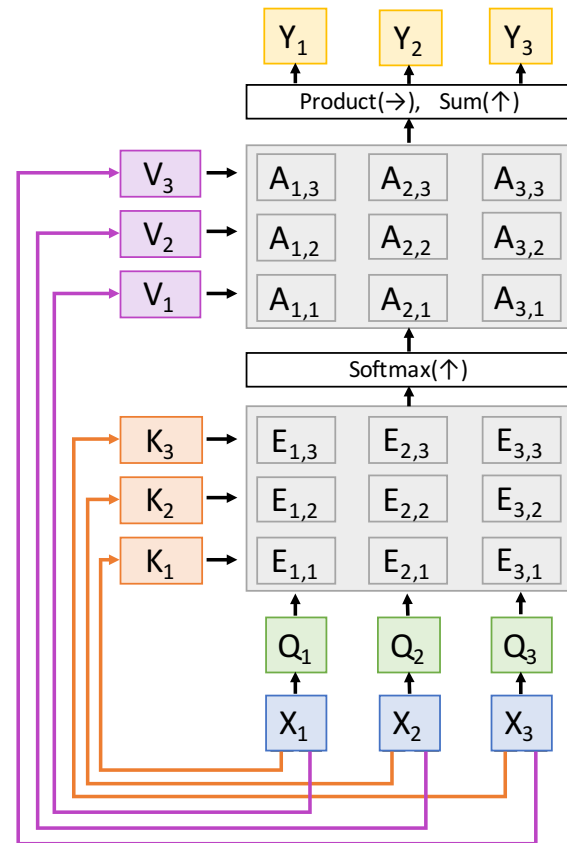 Y₁ Y₂ Y₃
Product(→), Sum(↑)
V₃ A₁,₃ A₂,₃ A₃,₃
V₂ A₁,₂ A₂,₂ A₃,₂
V₁ A₁,₁ A₂,₁ A₃,₁
Softmax(↑)
K₃ E₁,₃ E₂,₃ E₃,₃
K₂ E₁,₂ E₂,₂ E₃,₂
K₁ E₁,₁ E₂,₁ E₃,₁
Q₁ Q₂ Q₃
X₁ X₂ X₃